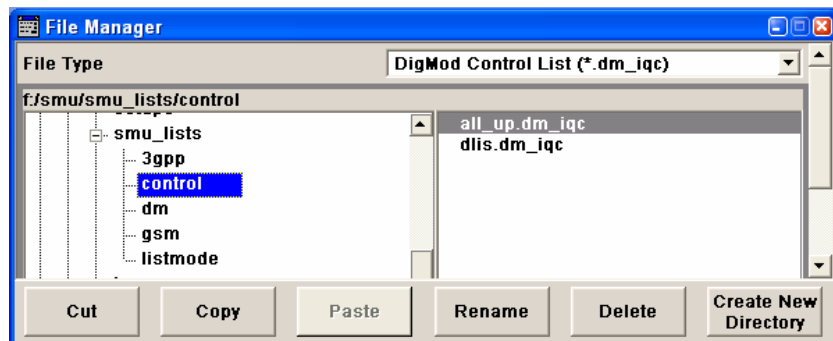 File Manager
File Type
DigMod Control List (*.dm_iqc)
f:/smu/smu_lists/control
smu_lists
3gpp
control
dm
gsm
listmode
all_up.dm_iqc
dlis.dm_iqc
Cut
Copy
Paste
Rename
Delete
Create New
Directory